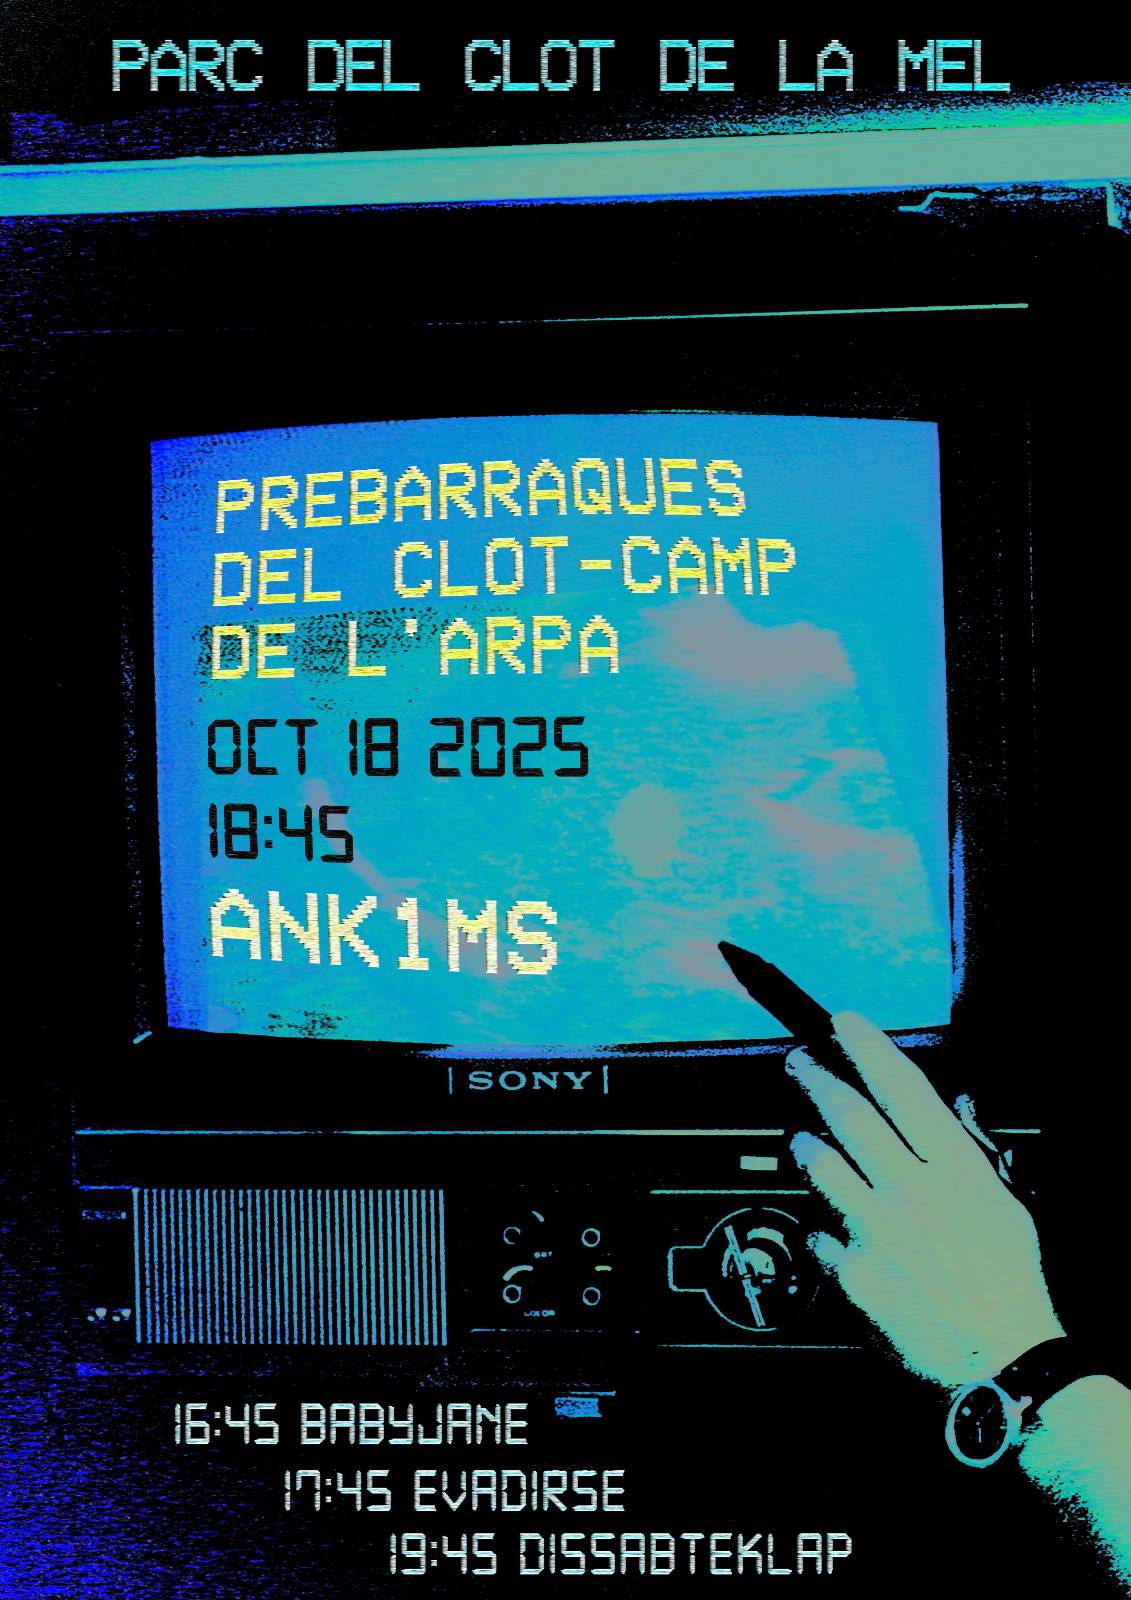 PARC DEL CLOT DE LA MEL
PREBARRAQUES
DEL CLOT-CAMP
DE L'ARPA
OCT 18 2025
18:45
ANK1MS
SONY
COLOR
16:45 BABYJANE
17:45 EVADIRSE
19:45 DISSABTEKLAP